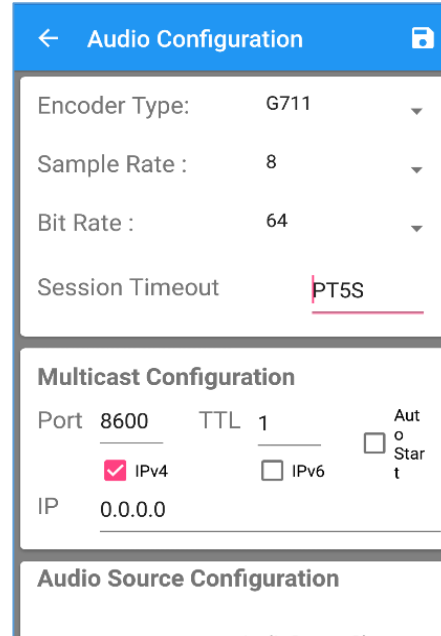 Audio Configuration
Encoder Type: G711
Sample Rate : 8
Bit Rate : 64
Session Timeout PT5S
Multicast Configuration
Port 8600 TTL 1
Aut
o
Star
t
IPv4 IPv6
IP 0.0.0.0
Audio Source Configuration